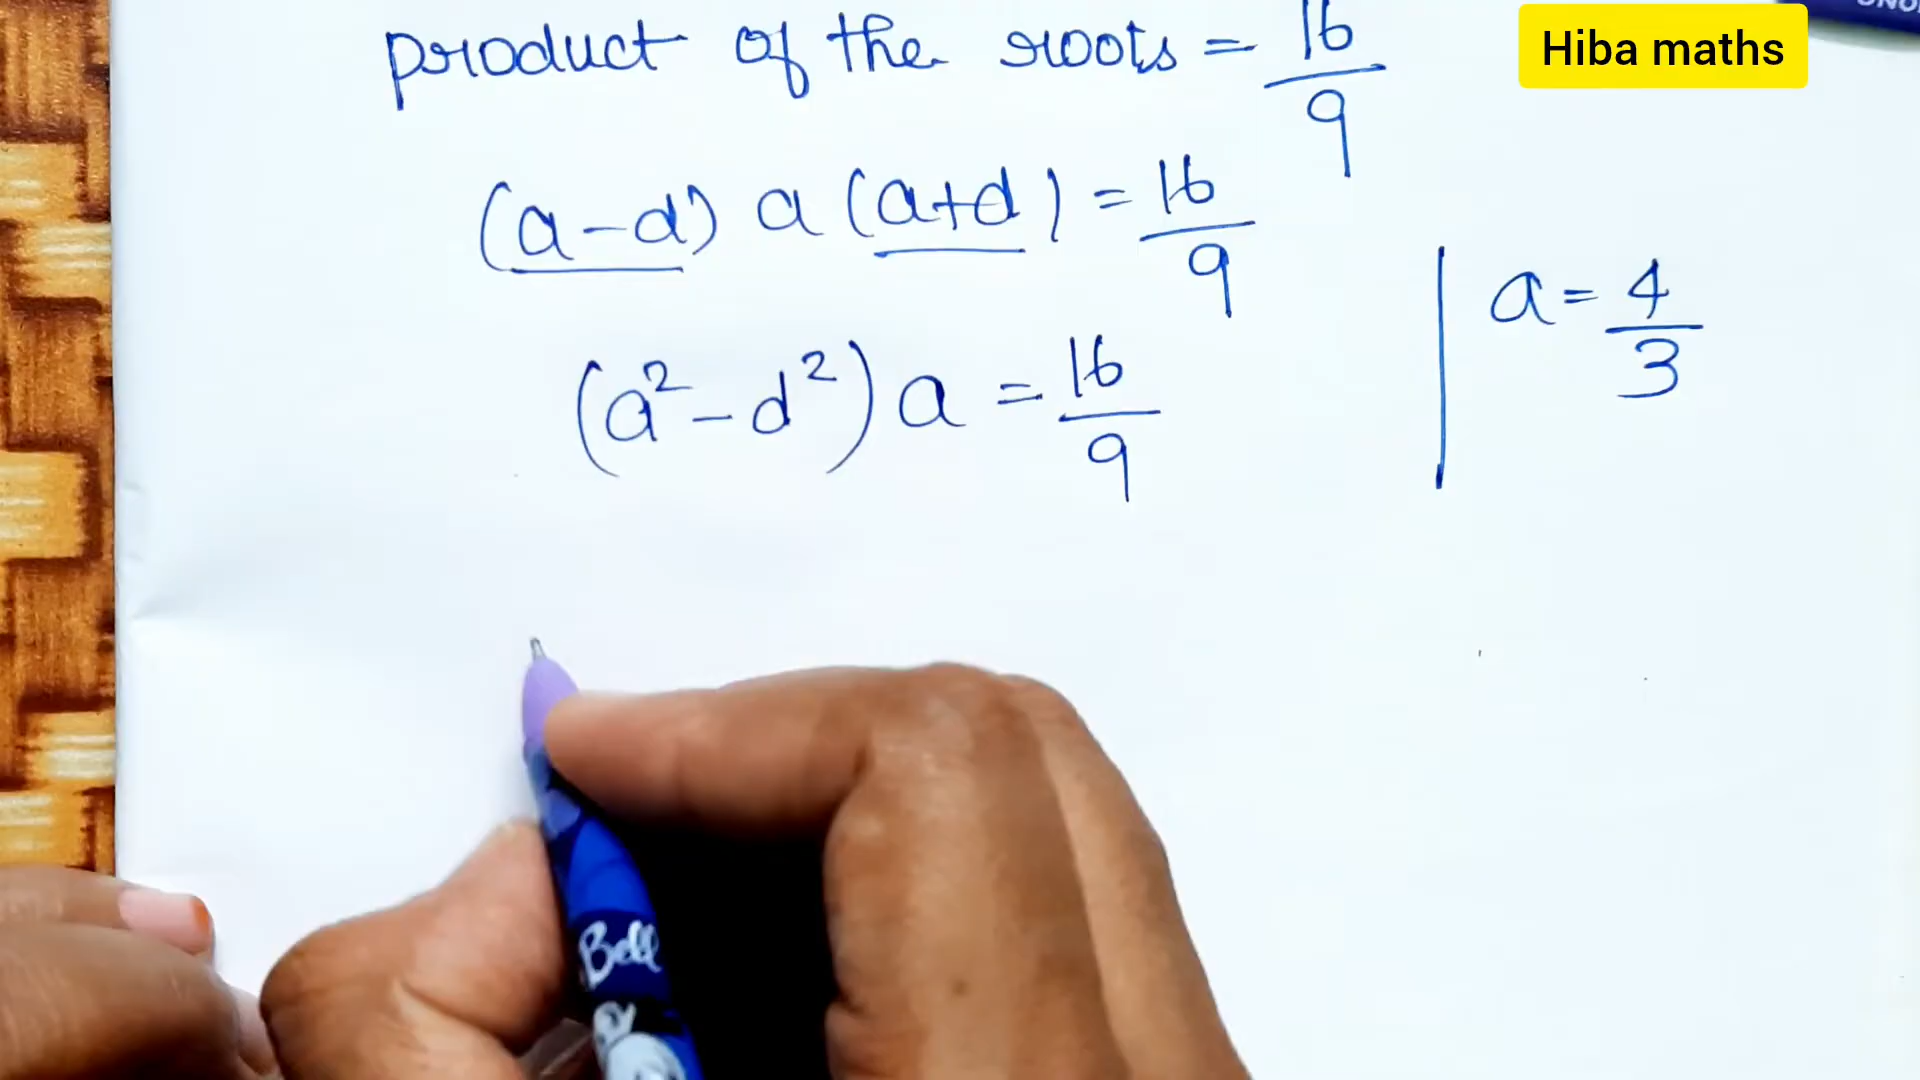 product of the roots = 16/9
Hiba maths
(a-d) a (a+d) = 16/9
a = 4/3
(a²-d²) a = 16/9
Bell